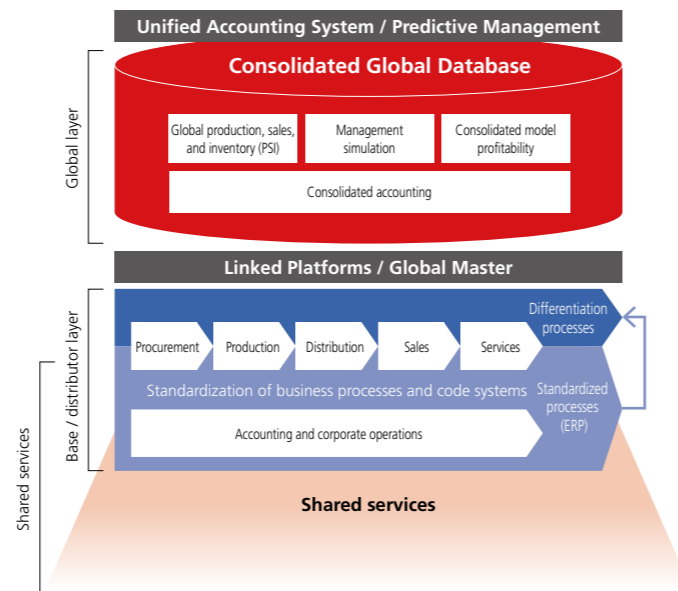 Unified Accounting System / Predictive Management
Consolidated Global Database
Global layer
Global production, sales,
and inventory (PSI)
Management
simulation
Consolidated model
profitability
Consolidated accounting
Linked Platforms / Global Master
Base / distributor layer
Differentiation
processes
Procurement
Production
Distribution
Sales
Services
Standardization of business processes and code systems
Standardized
processes
(ERP)
Accounting and corporate operations
Shared services
Shared services